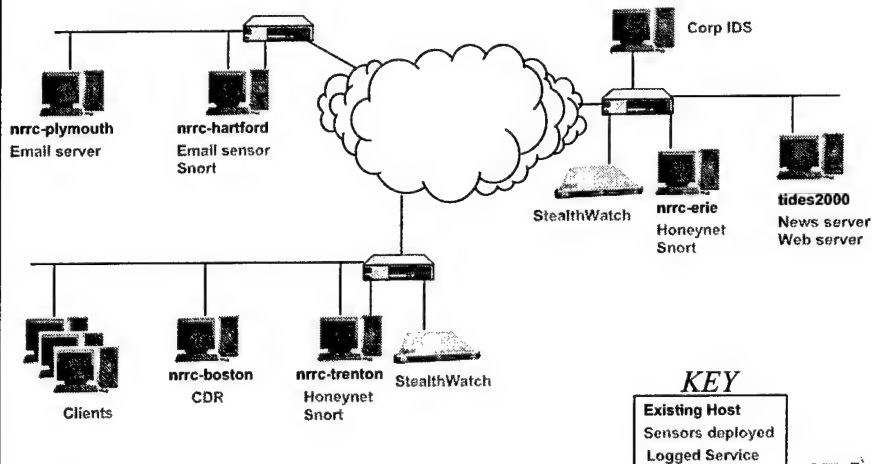 Corp IDS
nrrc-plymouth
Email server
nrrc-hartford
Email sensor
Snort
StealthWatch
nrrc-erie
Honeynet
Snort
tides2000
News server
Web server
Clients
nrrc-boston
CDR
nrrc-trenton
Honeynet
Snort
StealthWatch
KEY
Existing Host
Sensors deployed
Logged Service